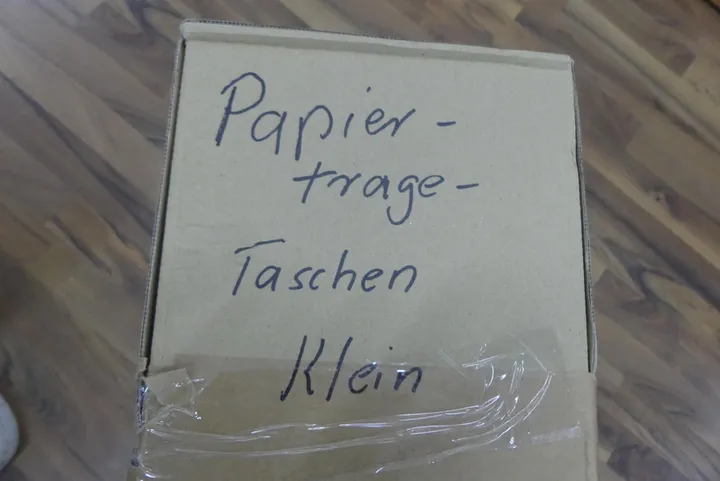 Papier-
trage-
Taschen
Klein